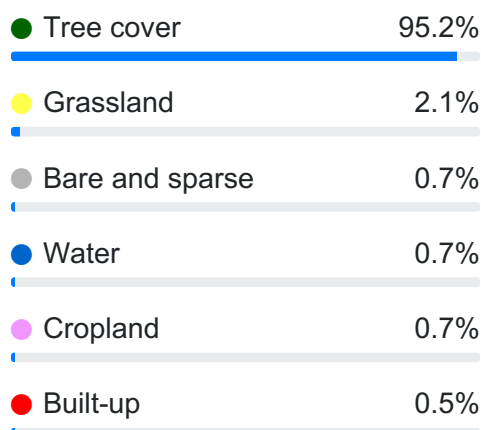 Tree cover 95.2%
Grassland 2.1%
Bare and sparse 0.7%
Water 0.7%
Cropland 0.7%
Built-up 0.5%